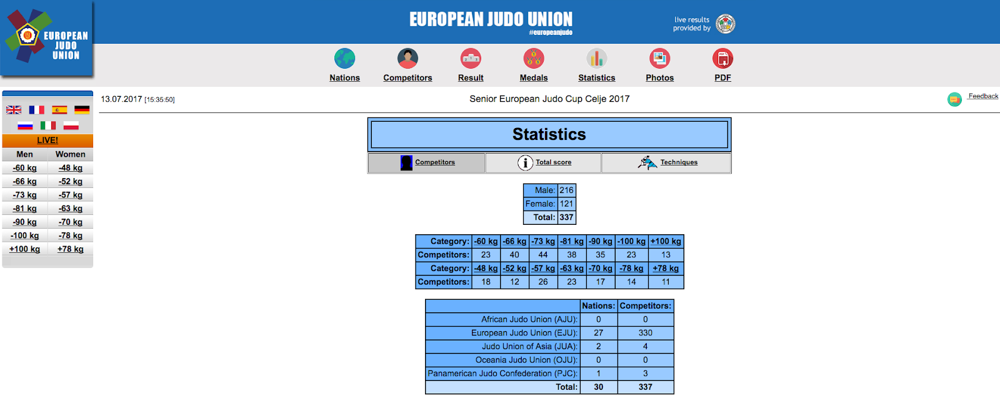 EUROPEAN
JUDO
UNION
EUROPEAN JUDO UNION
#europeanjudo
live results
provided by
Nations Competitors Result Medals Statistics Photos PDF
13.07.2017 [15:35:50]
Senior European Judo Cup Celje 2017
Feedback
LIVE!
Men Women
-60 kg -48 kg
-66 kg -52 kg
-73 kg -57 kg
-81 kg -63 kg
-90 kg -70 kg
-100 kg -78 kg
+100 kg +78 kg
Statistics
Competitors Total score Techniques
Male: 216
Female: 121
Total: 337
Category: -60 kg -66 kg -73 kg -81 kg -90 kg -100 kg +100 kg
Competitors: 23 40 44 38 35 23 13
Category: -48 kg -52 kg -57 kg -63 kg -70 kg -78 kg +78 kg
Competitors: 18 12 26 23 17 14 11
Nations: Competitors:
African Judo Union (AJU): 0 0
European Judo Union (EJU): 27 330
Judo Union of Asia (JUA): 2 4
Oceania Judo Union (OJU): 0 0
Panamerican Judo Confederation (PJC): 1 3
Total: 30 337